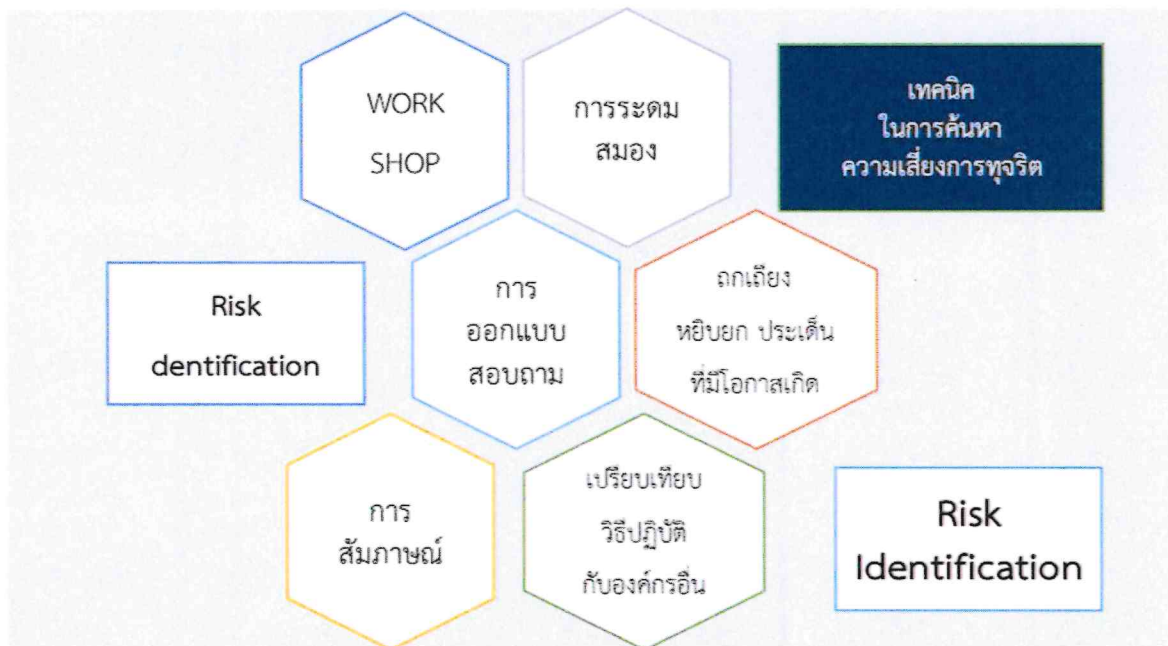 WORK
SHOP
การระดม
สมอง
เทคนิค
ในการค้นหา
ความเสี่ยงการทุจริต
Risk
dentification
การ
ออกแบบ
สอบถาม
ถกเถียง
หยิบยก ประเด็น
ที่มีโอกาสเกิด
การ
สัมภาษณ์
เปรียบเทียบ
วิธีปฏิบัติ
กับองค์กรอื่น
Risk
Identification